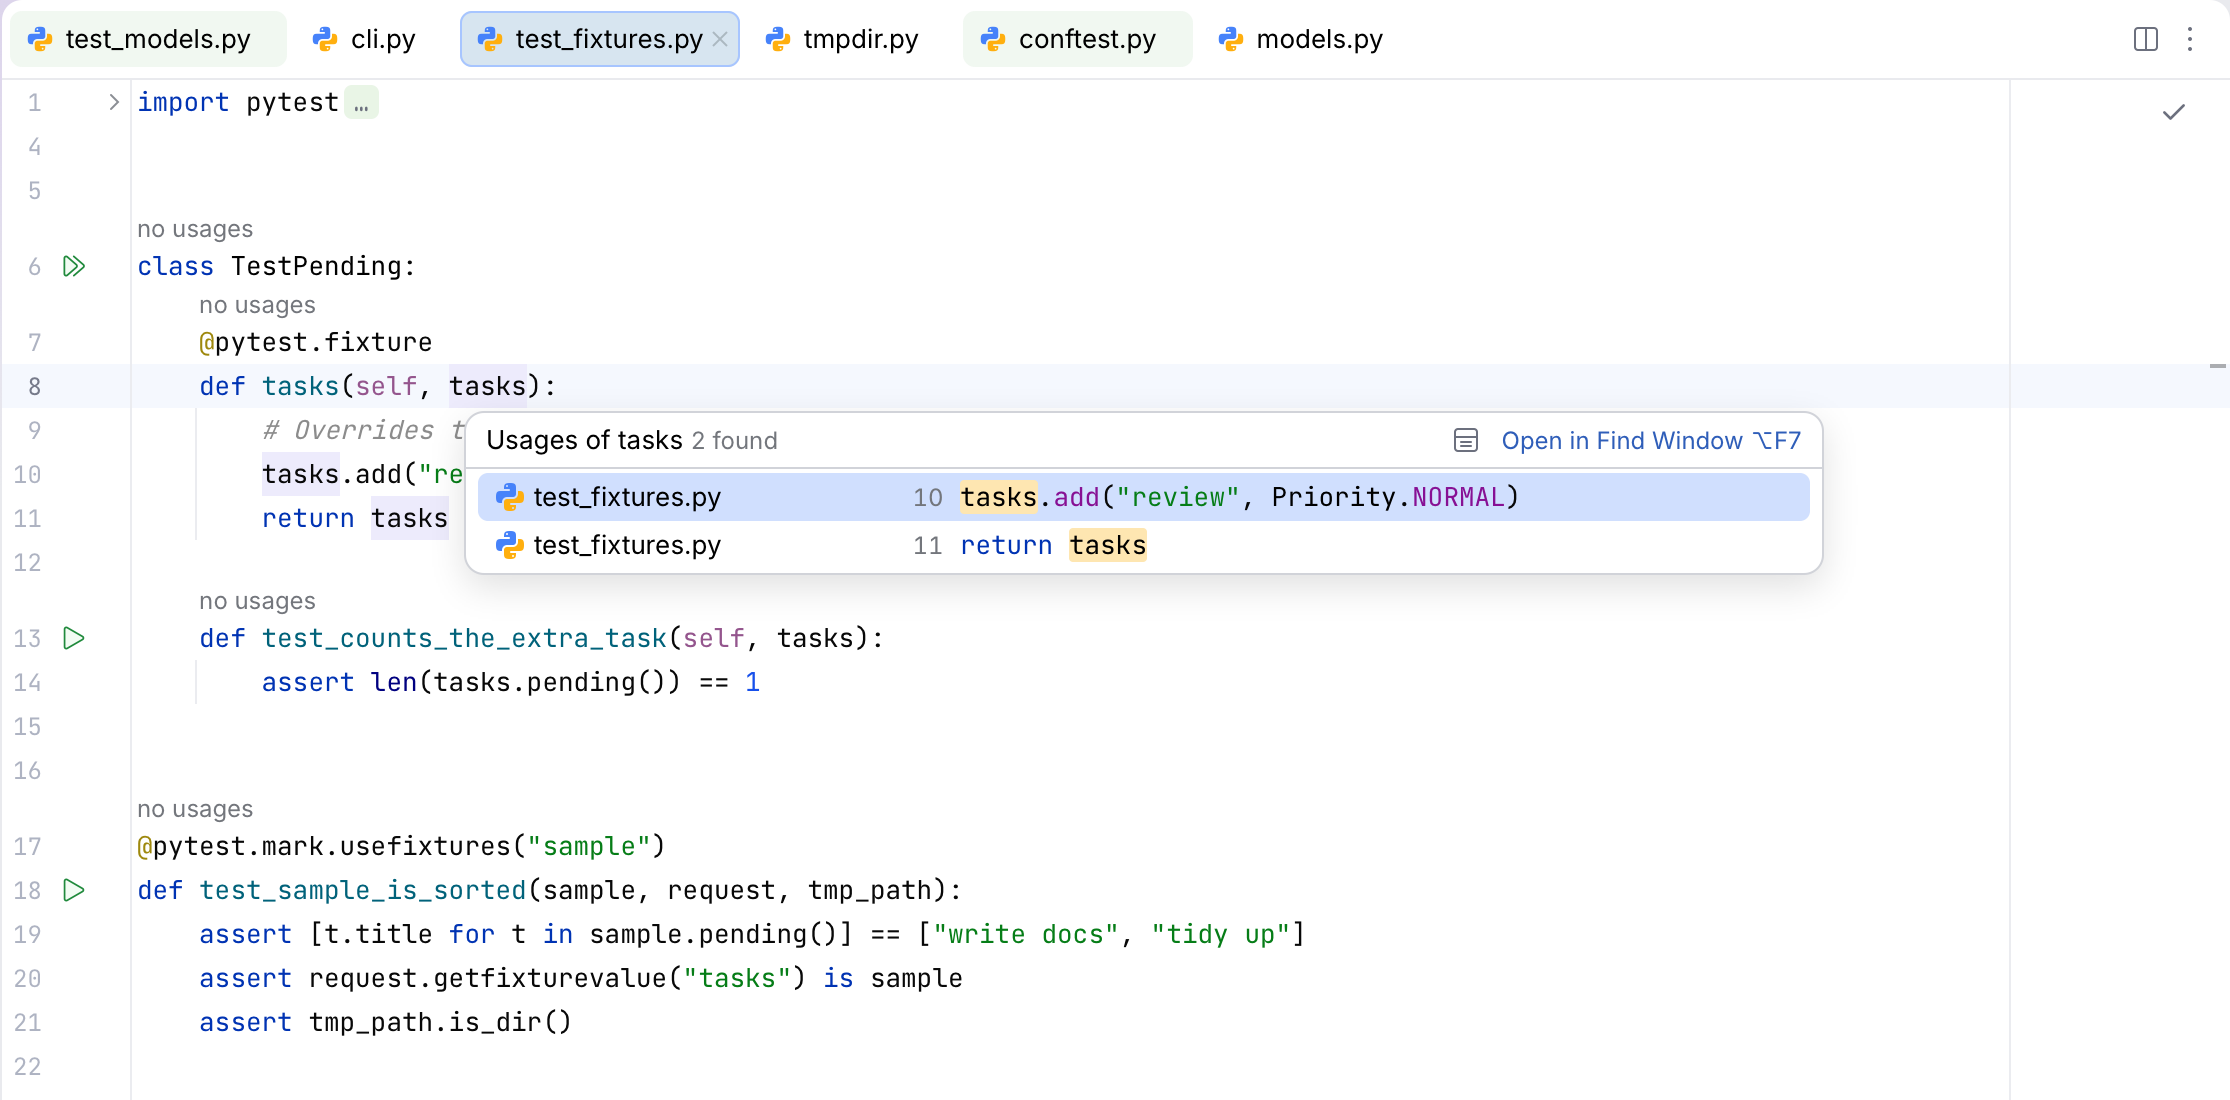 test_models.py cli.py test_fixtures.py tmpdir.py conftest.py models.py
1 import pytest...
4
5
no usages
6 class TestPending:
no usages
7 @pytest.fixture
8 def tasks(self, tasks):
9 # Overrides t
10 tasks.add("re
11 return tasks
12
Usages of tasks 2 found Open in Find Window ⌥F7
test_fixtures.py 10 tasks.add("review", Priority.NORMAL)
test_fixtures.py 11 return tasks
no usages
13 def test_counts_the_extra_task(self, tasks):
14 assert len(tasks.pending()) == 1
15
16
no usages
17 @pytest.mark.usefixtures("sample")
18 def test_sample_is_sorted(sample, request, tmp_path):
19 assert [t.title for t in sample.pending()] == ["write docs", "tidy up"]
20 assert request.getfixturevalue("tasks") is sample
21 assert tmp_path.is_dir()
22